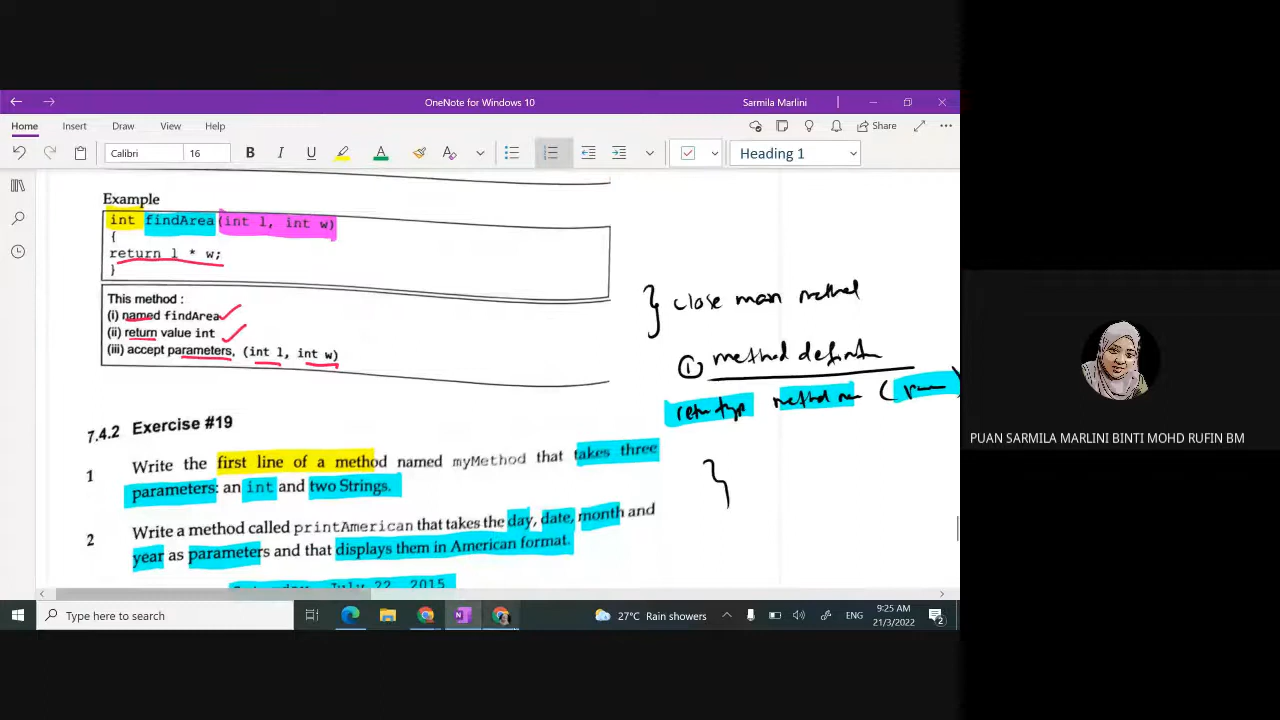 OneNote for Windows 10
Sarmila Marlini
Home Insert Draw View Help
Share
Calibri 16 B I U A Heading 1
Example
int findArea(int l, int w)
{
return l * w;
}
This method :
(i) named findArea
(ii) return value int
(iii) accept parameters, (int l, int w)
} close main method
① method definition
return type method name (
}
7.4.2 Exercise #19
1 Write the first line of a method named myMethod that takes three
parameters: an int and two Strings.
2 Write a method called printAmerican that takes the day, date, month and
year as parameters and that displays them in American format.
July 22, 2015
PUAN SARMILA MARLINI BINTI MOHD RUFIN BM
Type here to search
27°C Rain showers
ENG
9:25 AM
21/3/2022
2